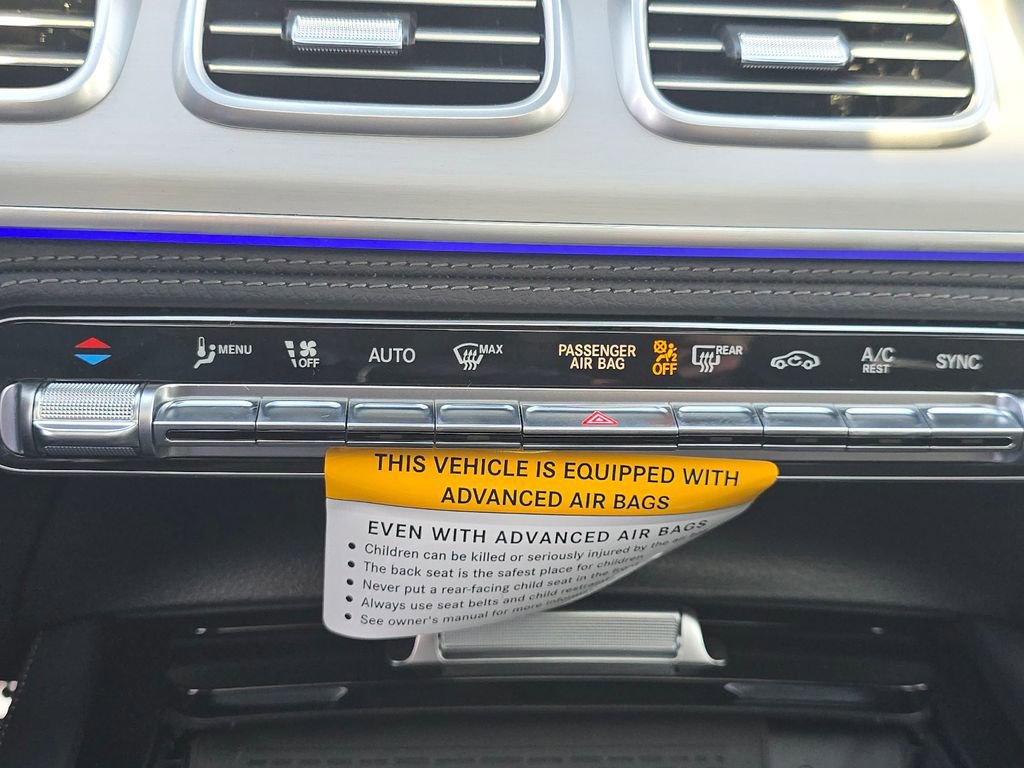 MENU
OFF
AUTO
MAX
PASSENGER
AIR BAG
2
OFF
REAR
A/C
REST
SYNC
THIS VEHICLE IS EQUIPPED WITH
ADVANCED AIR BAGS
EVEN WITH ADVANCED AIR BAGS
• Children can be killed or seriously injured by the air
• The back seat is the safest place for children
• Never put a rear-facing child seat in the front
• Always use seat belts and child restraint
• See owner's manual for more